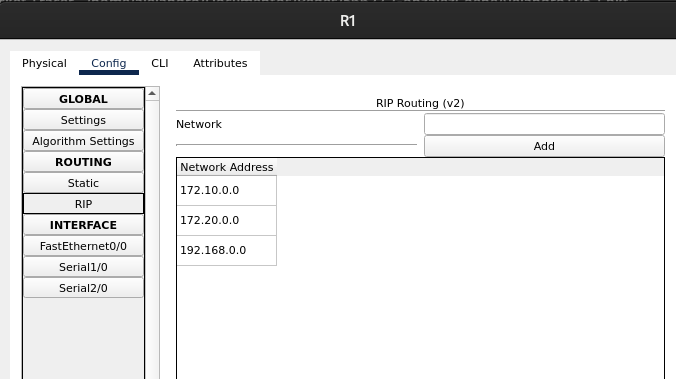 R1
Physical Config CLI Attributes
GLOBAL
Settings
Algorithm Settings
ROUTING
Static
RIP
INTERFACE
FastEthernet0/0
Serial1/0
Serial2/0
RIP Routing (v2)
Network
Add
Network Address
172.10.0.0
172.20.0.0
192.168.0.0